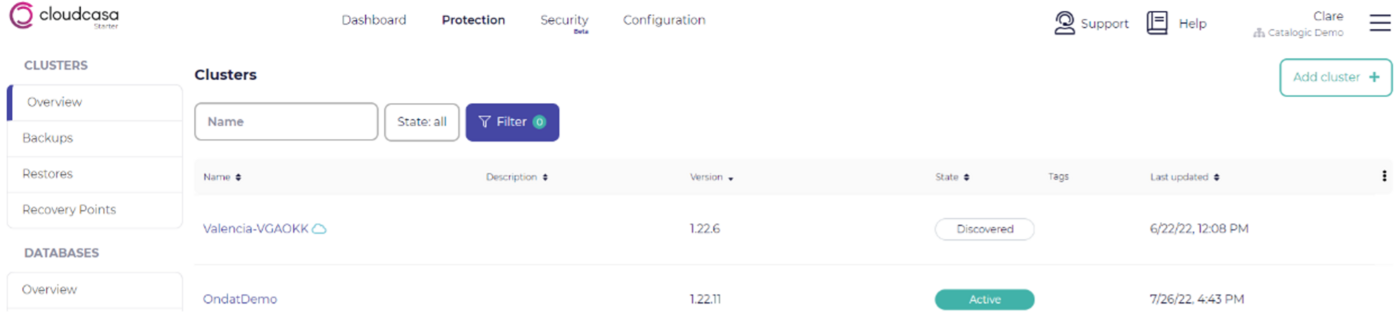 cloudcasa
Starter
Dashboard Protection Security Configuration
Beta
Support Help
Clare
Catalogic Demo
CLUSTERS
Overview
Backups
Restores
Recovery Points
DATABASES
Overview
Clusters
Add cluster +
Name State: all Filter 0
Name Description Version State Tags Last updated
Valencia-VGAOKK 1.22.6 Discovered 6/22/22, 12:08 PM
OndatDemo 1.22.11 Active 7/26/22, 4:43 PM